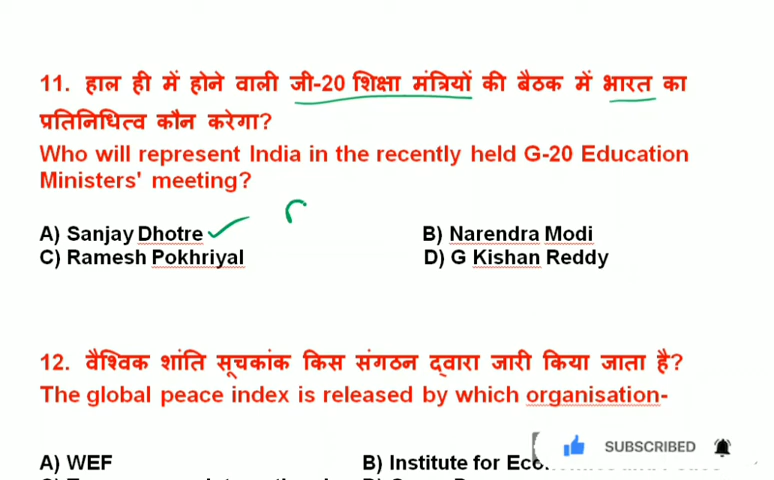 11. हाल ही में होने वाली जी-20 शिक्षा मंत्रियों की बैठक में भारत का
प्रतिनिधित्व कौन करेगा?
Who will represent India in the recently held G-20 Education
Ministers' meeting?
A) Sanjay Dhotre B) Narendra Modi
C) Ramesh Pokhriyal D) G Kishan Reddy
12. वैश्विक शांति सूचकांक किस संगठन द्वारा जारी किया जाता है?
The global peace index is released by which organisation-
A) WEF B) Institute for
SUBSCRIBED